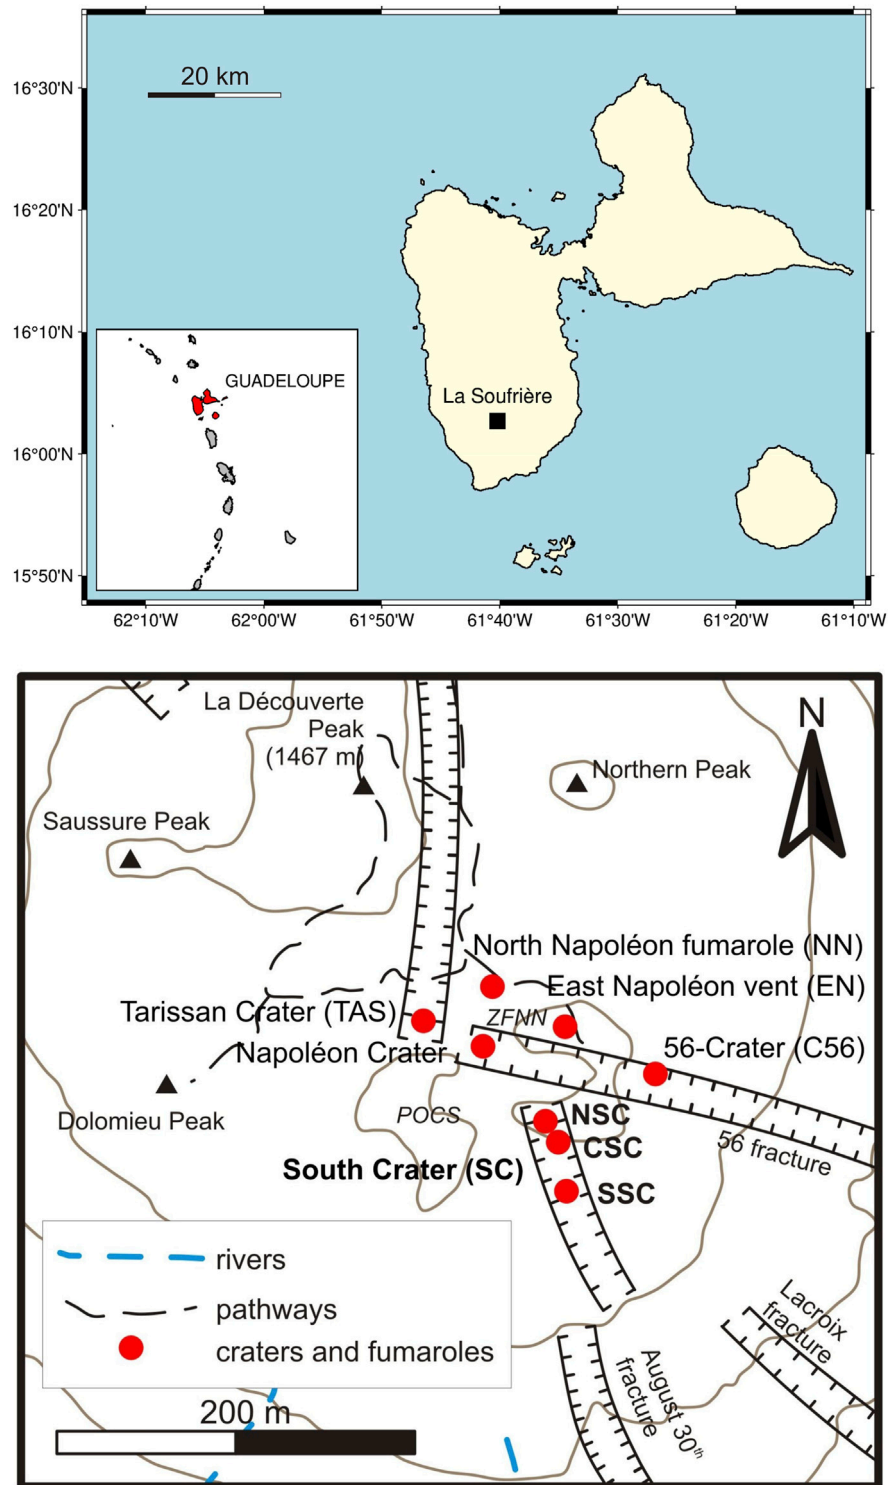 20 km
16°30'N
16°20'N
16°10'N
16°00'N
15°50'N
GUADELOUPE
La Soufrière
62°10'W
62°00'W
61°50'W
61°40'W
61°30'W
61°20'W
61°10'W
La Découverte
Peak
(1467 m)
N
Northern Peak
Saussure Peak
North Napoléon fumarole (NN)
East Napoléon vent (EN)
Tarissan Crater (TAS)
ZFNN
Napoléon Crater
56-Crater (C56)
Dolomieu Peak
POCS
NSC
CSC
56 fracture
South Crater (SC)
SSC
rivers
pathways
craters and fumaroles
Lacroix
fracture
August 30th
fracture
200 m